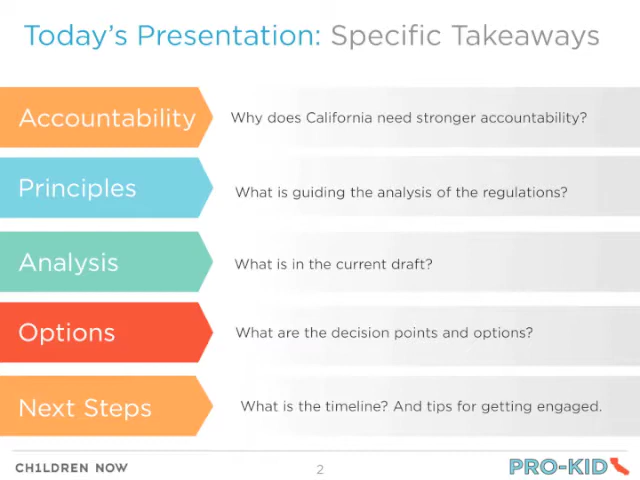 Today's Presentation: Specific Takeaways
Accountability
Why does California need stronger accountability?
Principles
What is guiding the analysis of the regulations?
Analysis
What is in the current draft?
Options
What are the decision points and options?
Next Steps
What is the timeline? And tips for getting engaged.
CH1LDREN NOW
2
PRO-KID